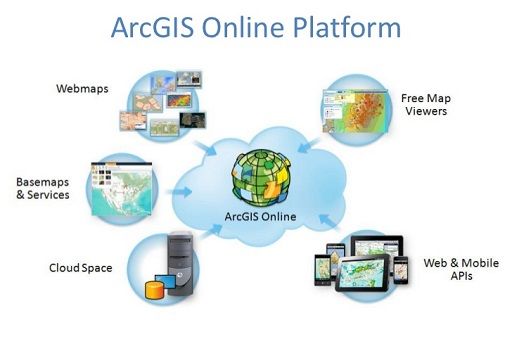 ArcGIS Online Platform
Webmaps
Free Map
Viewers
Basemaps
& Services
ArcGIS Online
Cloud Space
Web & Mobile
APIs